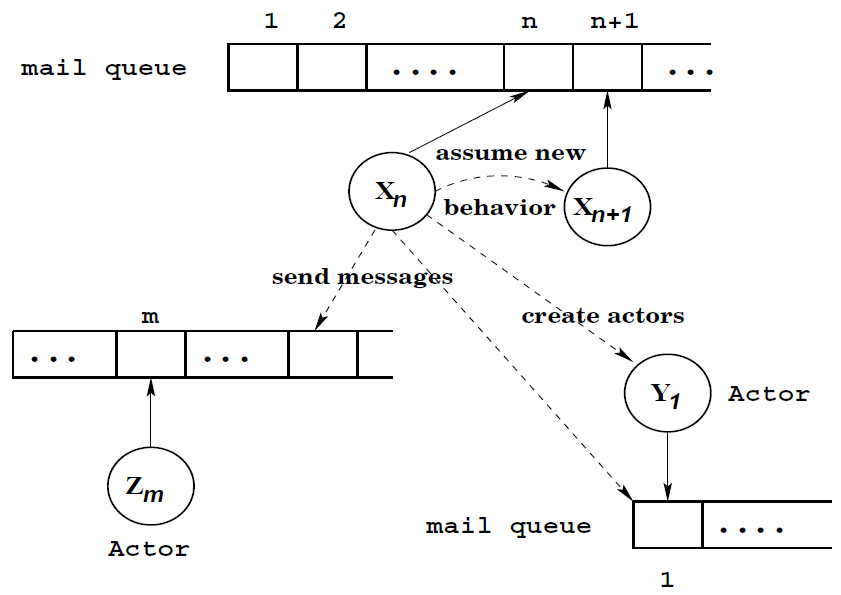 1 2 n n+1
mail queue .... ...
assume new
Xn behavior Xn+1
send messages
m create actors
... ...
Y1 Actor
Zm
mail queue ....
Actor
1